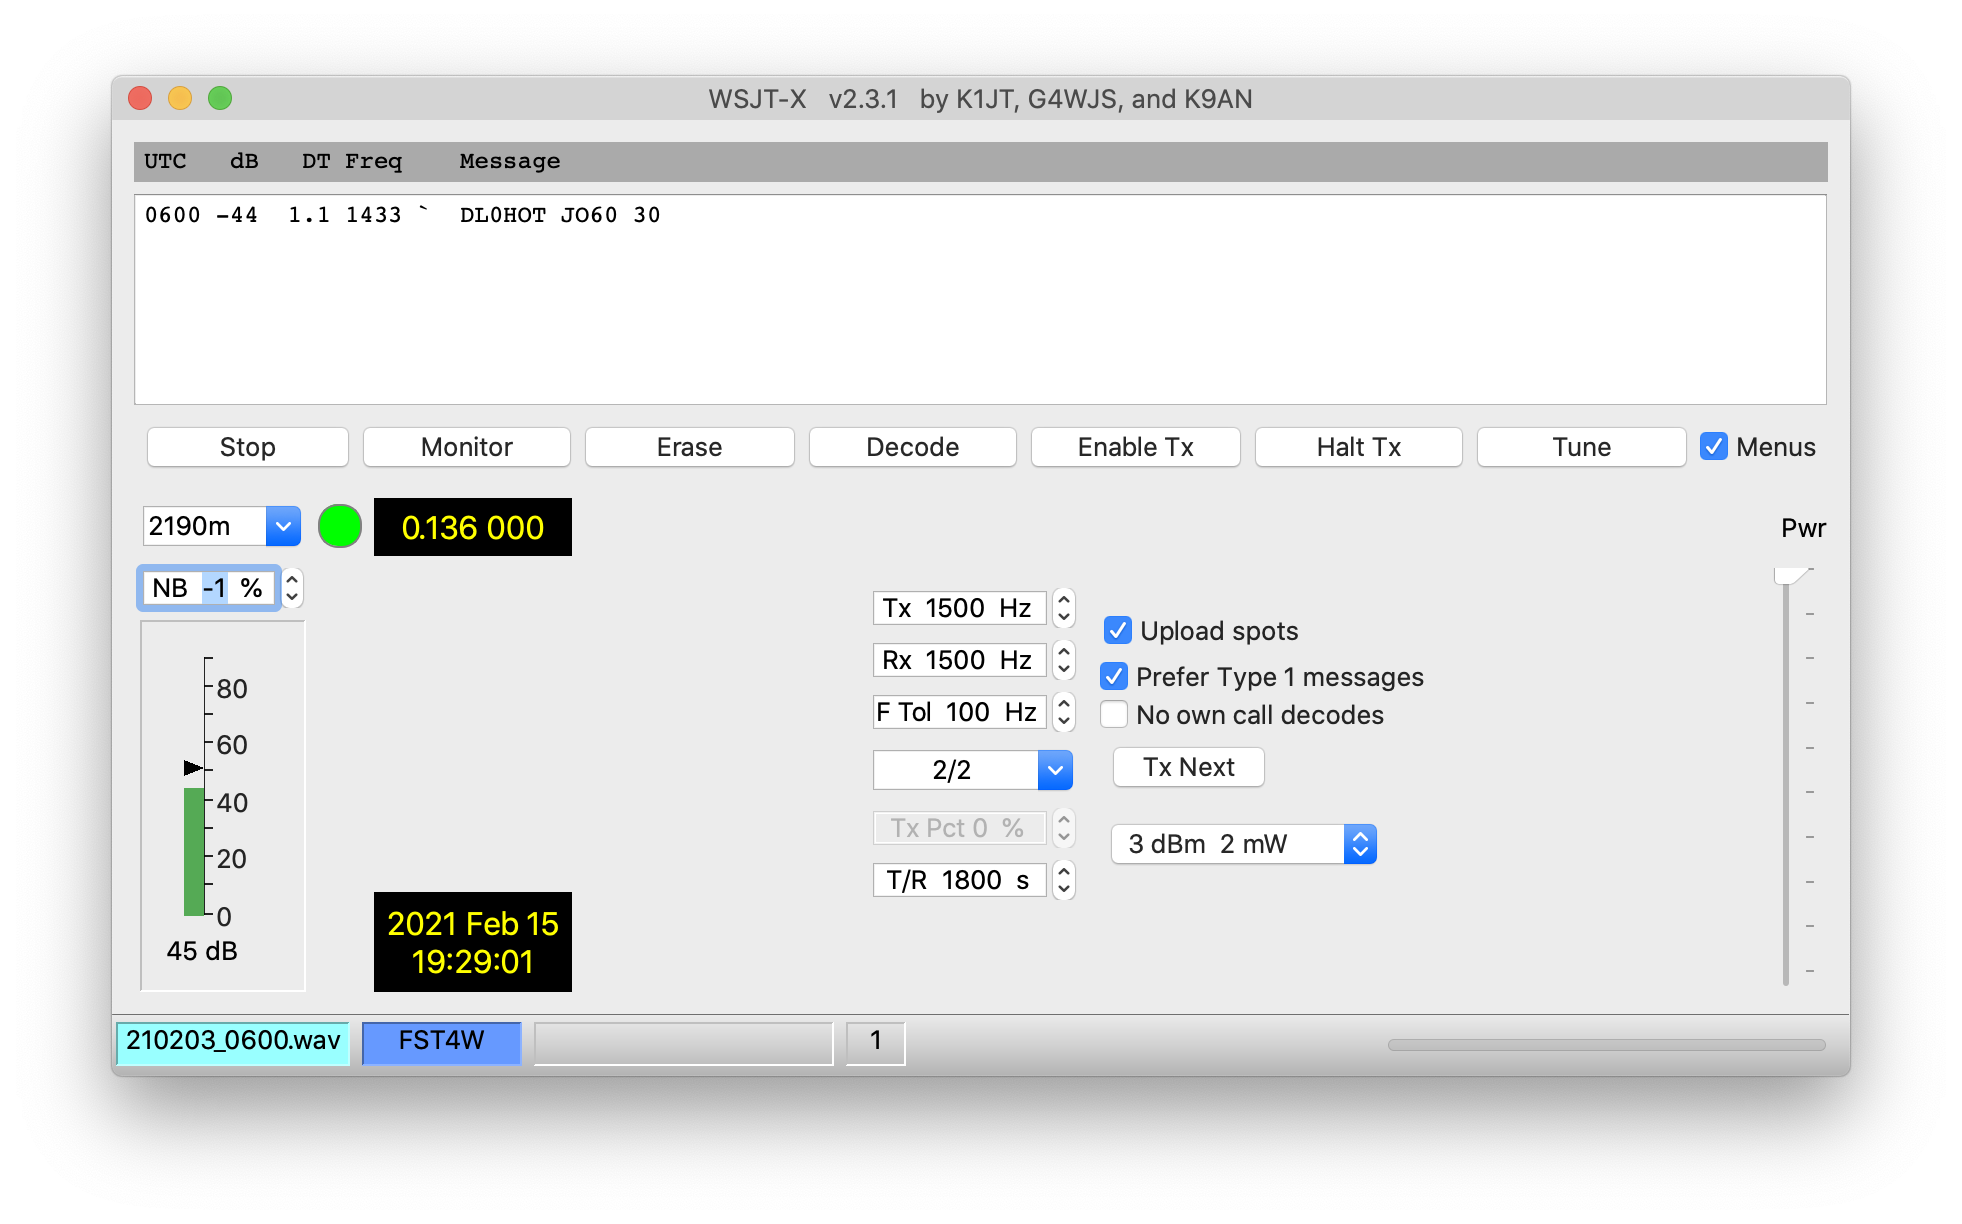 WSJT-X v2.3.1 by K1JT, G4WJS, and K9AN
UTC dB DT Freq Message
0600 -44 1.1 1433 ` DL0HOT JO60 30
Stop Monitor Erase Decode Enable Tx Halt Tx Tune Menus
2190m 0.136 000 Pwr
NB -1 %
Tx 1500 Hz
Upload spots
Rx 1500 Hz
Prefer Type 1 messages
F Tol 100 Hz
No own call decodes
2/2 Tx Next
Tx Pct 0 %
3 dBm 2 mW
T/R 1800 s
80
60
40
20
0
45 dB
2021 Feb 15
19:29:01
210203_0600.wav FST4W 1